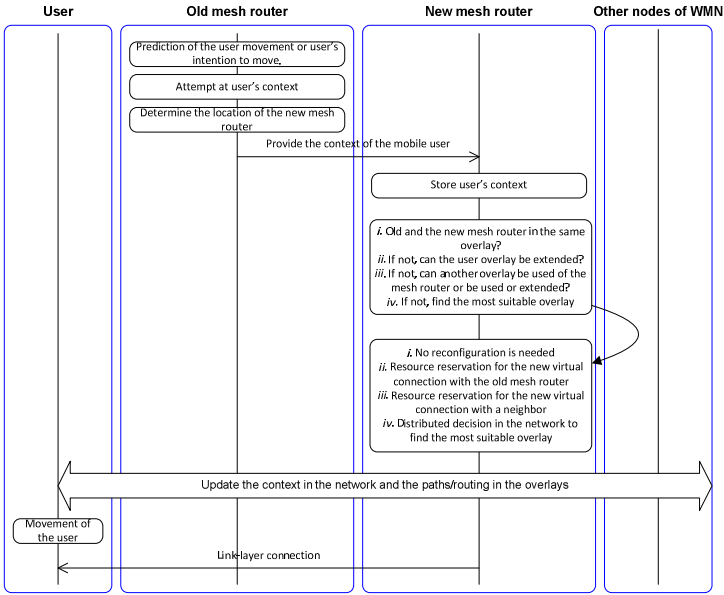 User
Old mesh router
New mesh router
Other nodes of WMN
Prediction of the user movement or user's
intention to move.
Attempt at user's context
Determine the location of the new mesh
router
Provide the context of the mobile user
Store user's context
i. Old and the new mesh router in the same
overlay?
ii. If not, can the user overlay be extended?
iii. If not, can another overlay be used of the
mesh router or be used or extended?
iv. If not, find the most suitable overlay
i. No reconfiguration is needed
ii. Resource reservation for the new virtual
connection with the old mesh router
iii. Resource reservation for the new virtual
connection with a neighbor
iv. Distributed decision in the network to
find the most suitable overlay
Update the context in the network and the paths/routing in the overlays
Movement of
the user
Link-layer connection